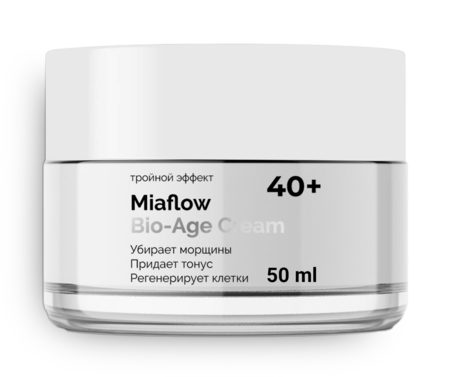 тройной эффект
40+
Miaflow
Bio-Age Cream
Убирает морщины
Придает тонус
Регенерирует клетки
50 ml